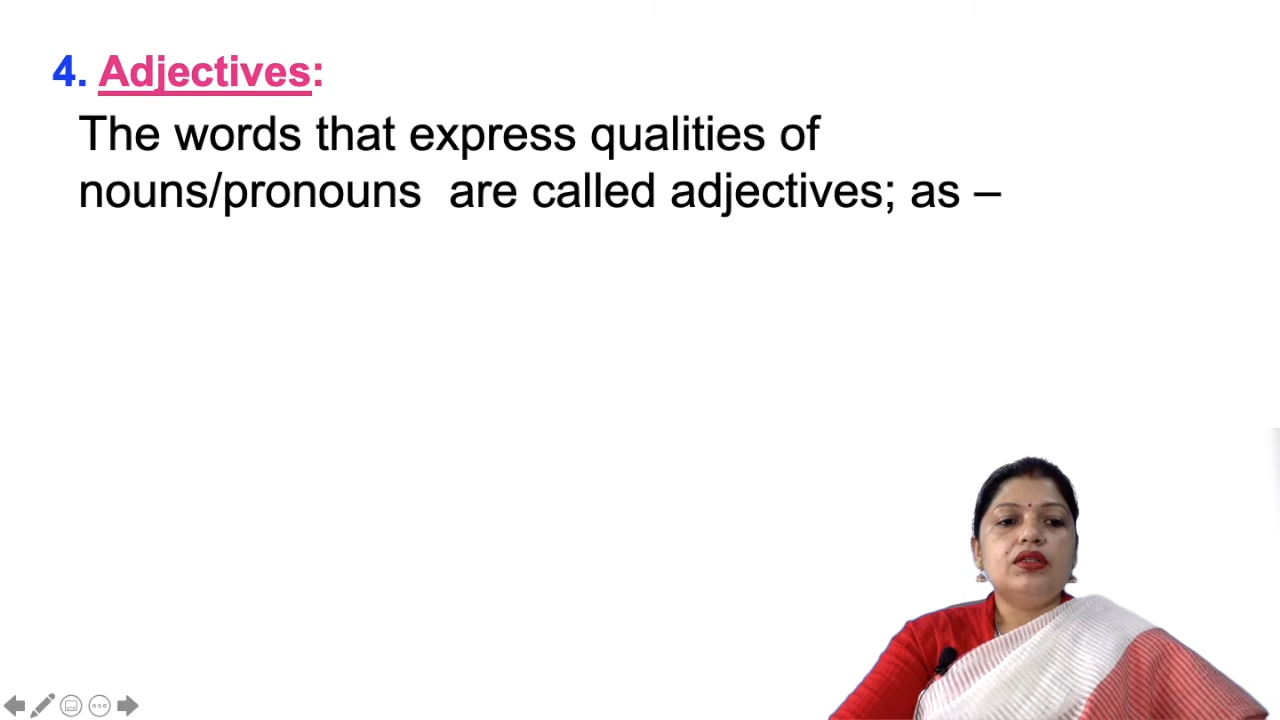 4. Adjectives:
The words that express qualities of
nouns/pronouns  are called adjectives; as –